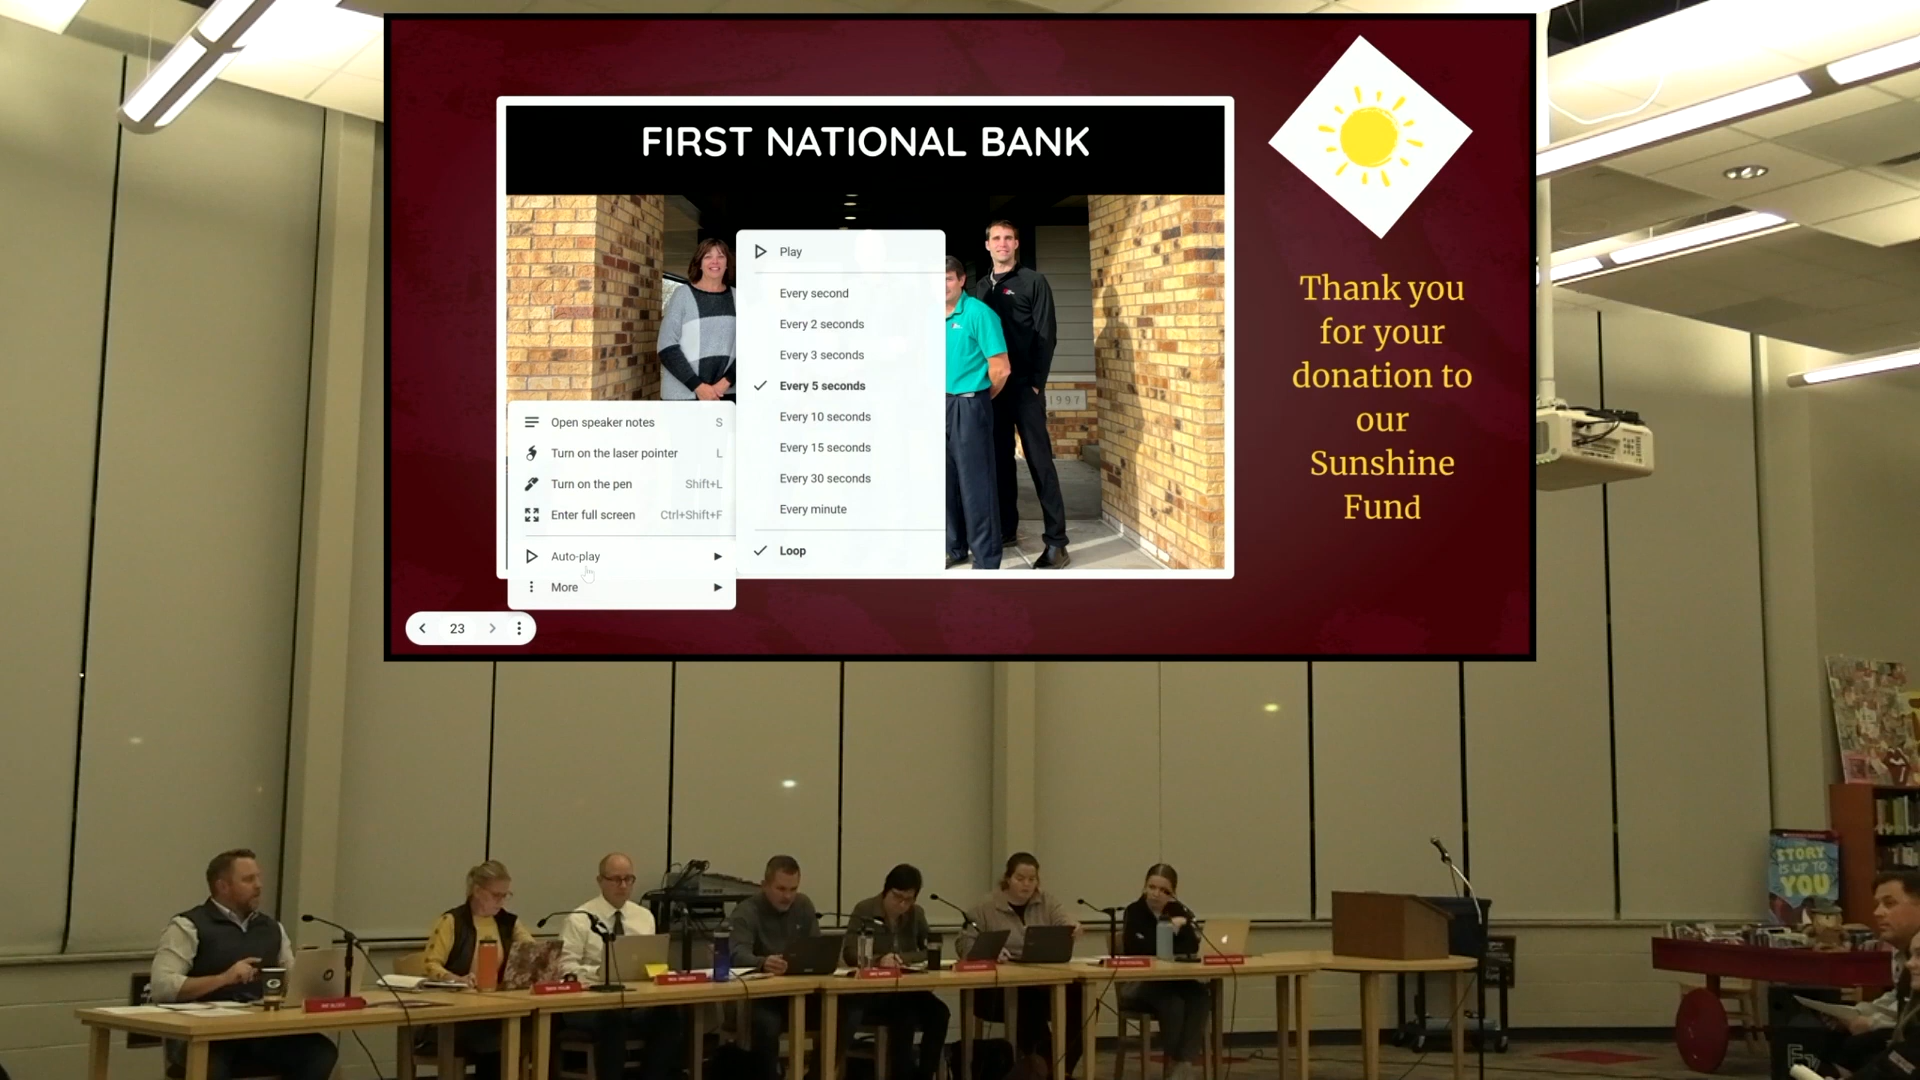 FIRST NATIONAL BANK
Thank you
for your
donation to
our
Sunshine
Fund
1997
Play
Every second
Every 2 seconds
Every 3 seconds
Every 5 seconds
Every 10 seconds
Every 15 seconds
Every 30 seconds
Every minute
Loop
Open speaker notes S
Turn on the laser pointer L
Turn on the pen Shift+L
Enter full screen Ctrl+Shift+F
Auto-play
More
23
STORY
IS UP TO
YOU